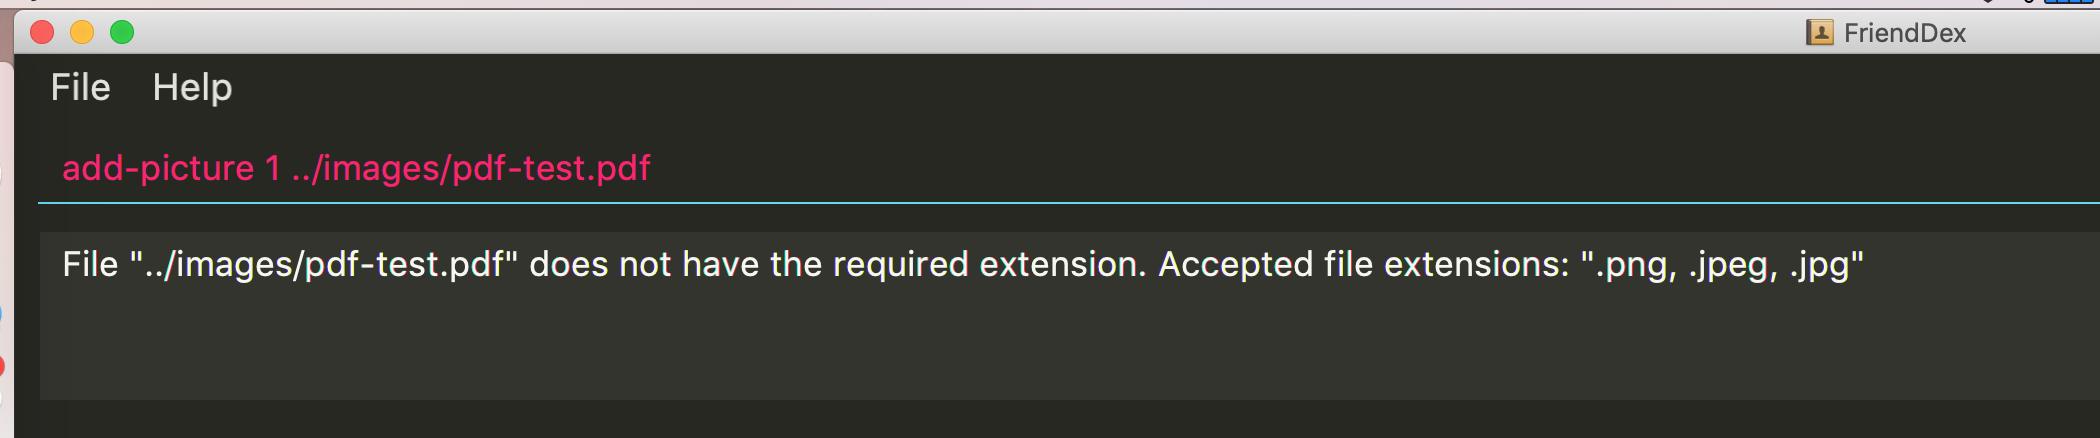 FriendDex
File Help
add-picture 1 ../images/pdf-test.pdf
File "../images/pdf-test.pdf" does not have the required extension. Accepted file extensions: ".png, .jpeg, .jpg"